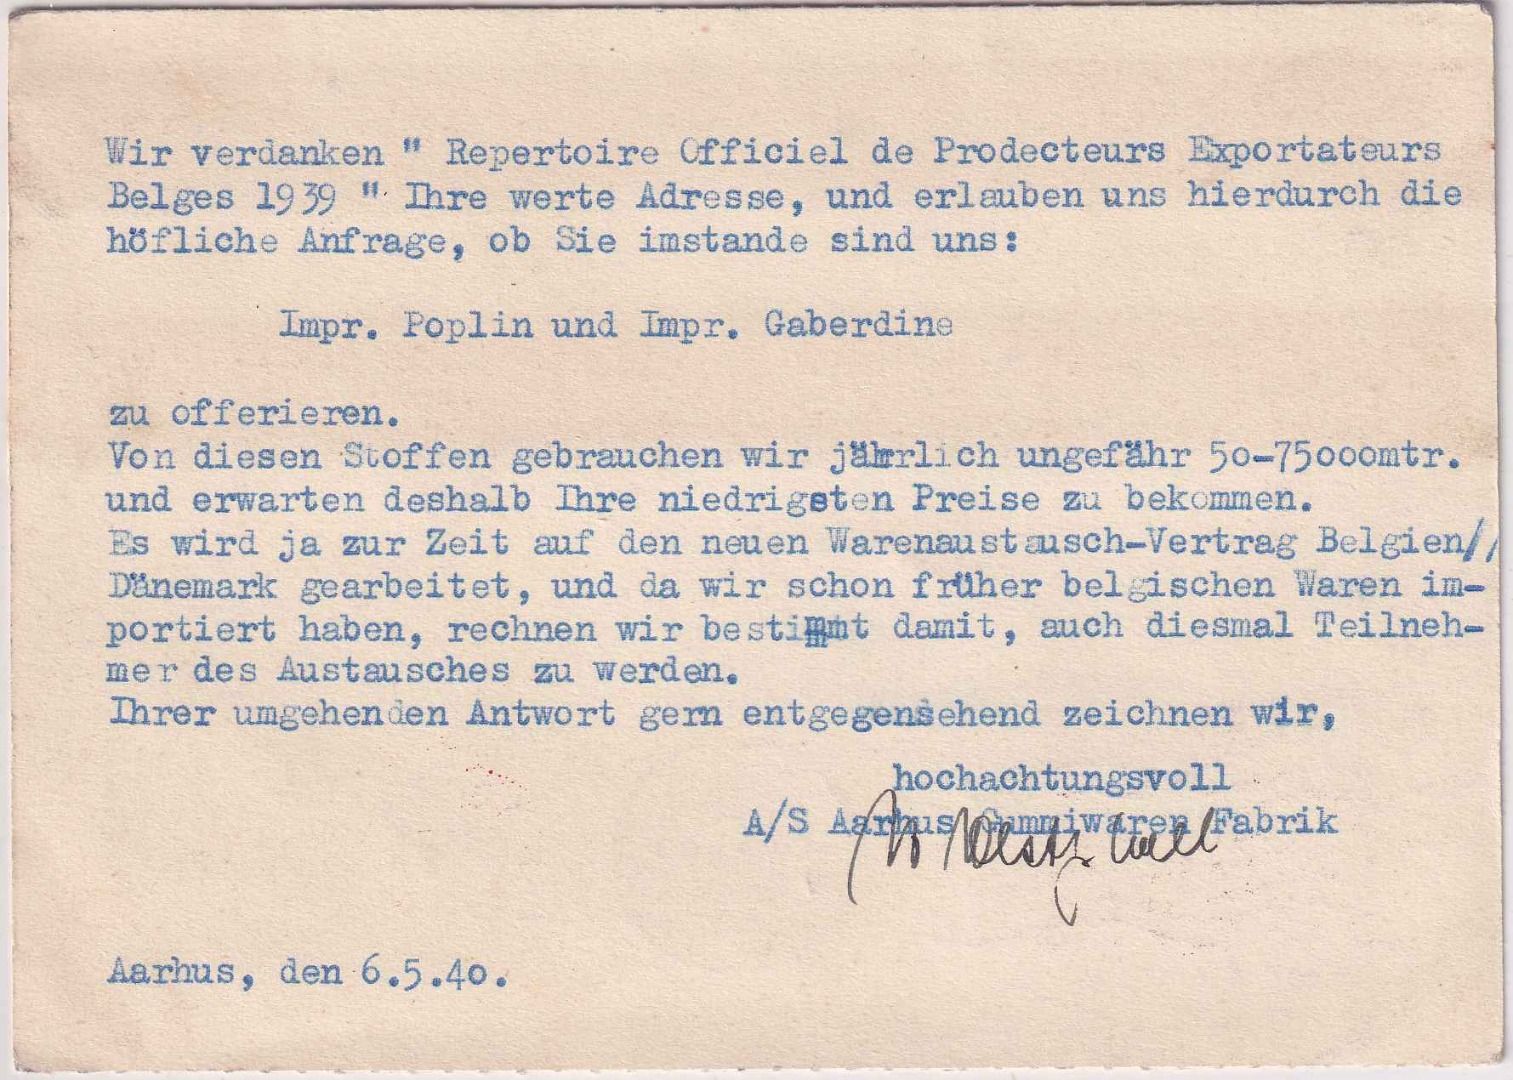 Wir verdanken " Repertoire Officiel de Prodecteurs Exportateurs
Belges 1939 " Ihre werte Adresse, und erlauben uns hierdurch die
höfliche Anfrage, ob Sie imstande sind uns:
Impr. Poplin und Impr. Gaberdine
zu offerieren.
Von diesen Stoffen gebrauchen wir jährlich ungefähr 50-75000mtr.
und erwarten deshalb Ihre niedrigsten Preise zu bekommen.
Es wird ja zur Zeit auf den neuen Warenaustausch-Vertrag Belgien//
Dänemark gearbeitet, und da wir schon früher belgischen Waren im-
portiert haben, rechnen wir bestimmt damit, auch diesmal Teilneh-
mer des Austausches zu werden.
Ihrer umgehenden Antwort gern entgegensehend zeichnen wir,
hochachtungsvoll
A/S Aarhus Gummiwaren Fabrik
Aarhus, den 6.5.40.